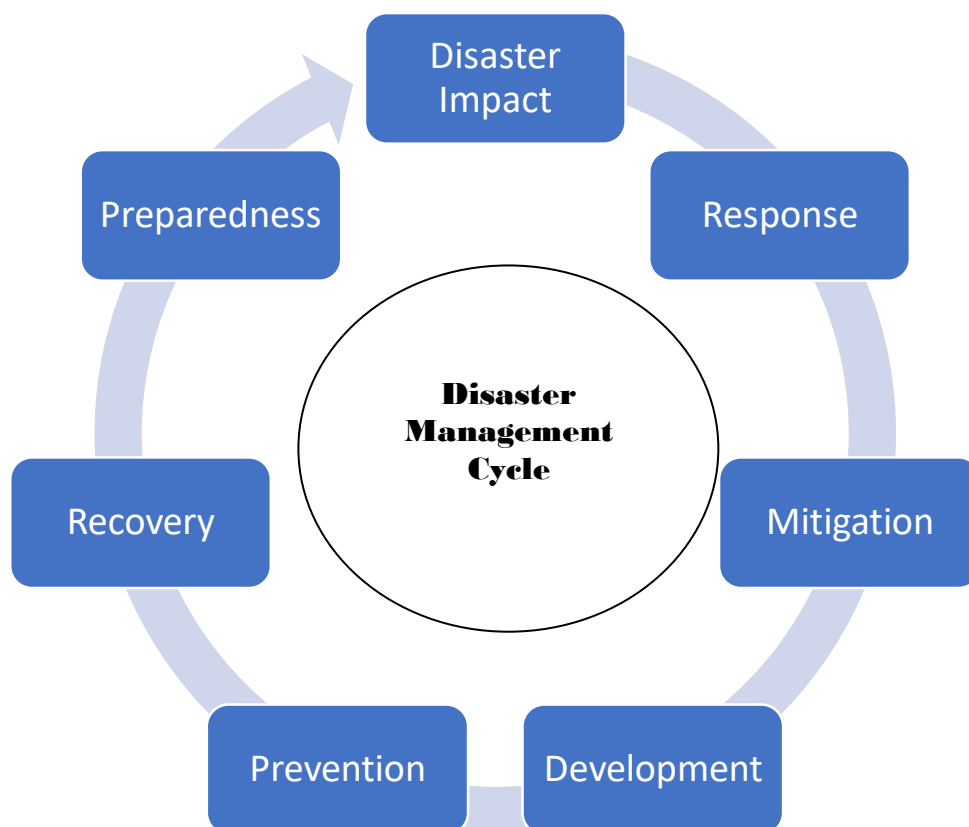 Disaster
Impact
Response
Mitigation
Development
Prevention
Recovery
Preparedness
Disaster
Management
Cycle